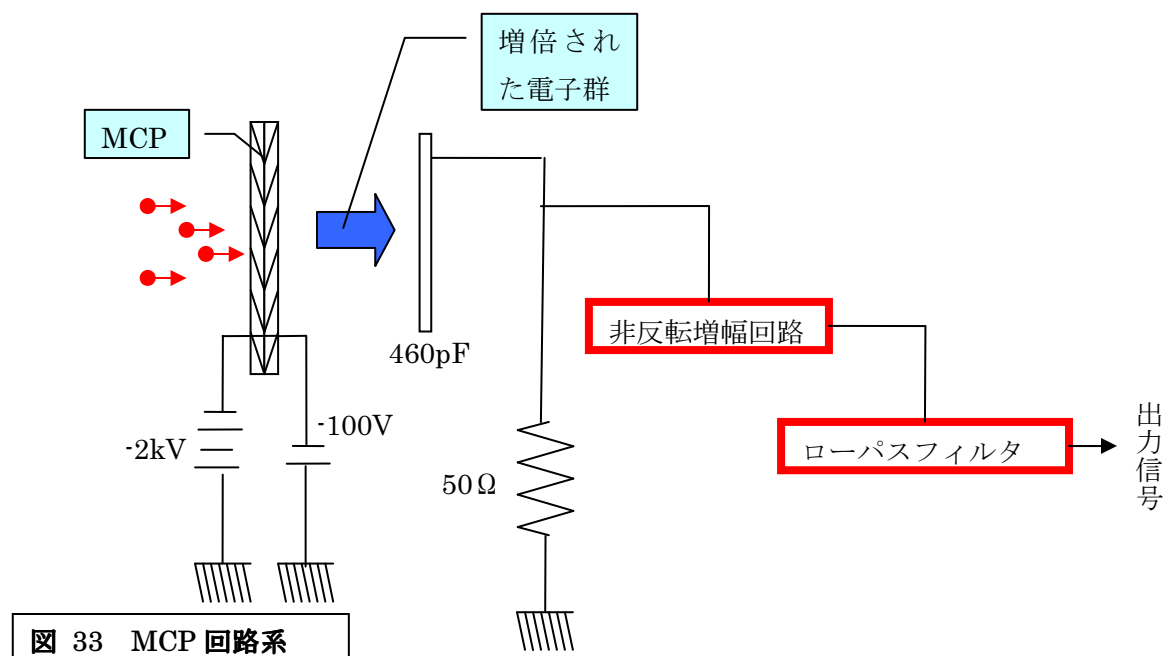 増倍され
た電子群
MCP
460pF
非反転増幅回路
-2kV
-100V
50Ω
ローパスフィルタ
出力信号
図 33 MCP 回路系